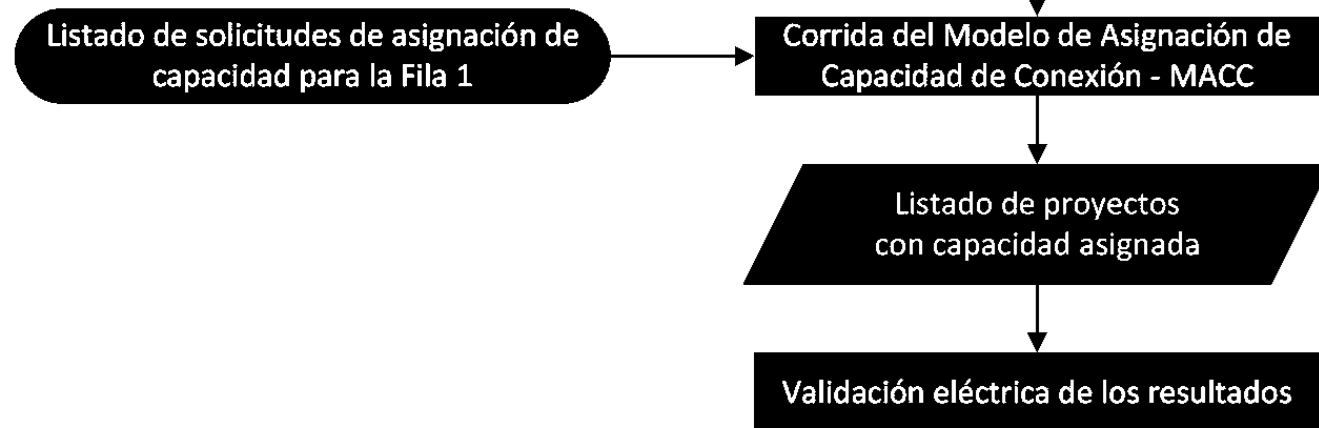 Listado de solicitudes de asignación de
capacidad para la Fila 1
Corrida del Modelo de Asignación de
Capacidad de Conexión - MACC
Listado de proyectos
con capacidad asignada
Validación eléctrica de los resultados